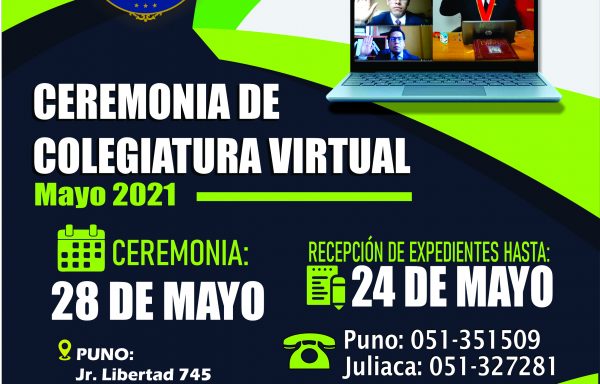 CEREMONIA DE
COLEGIATURA VIRTUAL
Mayo 2021
CEREMONIA:
28 DE MAYO
RECEPCIÓN DE EXPEDIENTES HASTA:
24 DE MAYO
PUNO:
Jr. Libertad 745
Puno: 051-351509
Juliaca: 051-327281